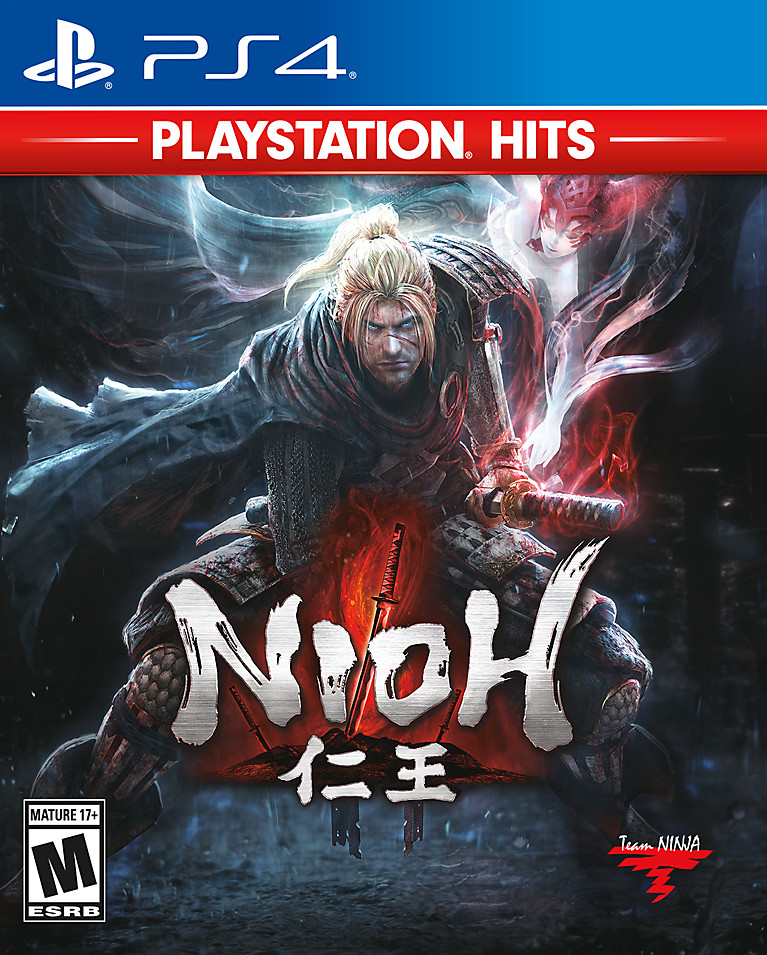 PS4
PLAYSTATION® HITS
NIOH
仁王
MATURE 17+
M
ESRB
Team NINJA